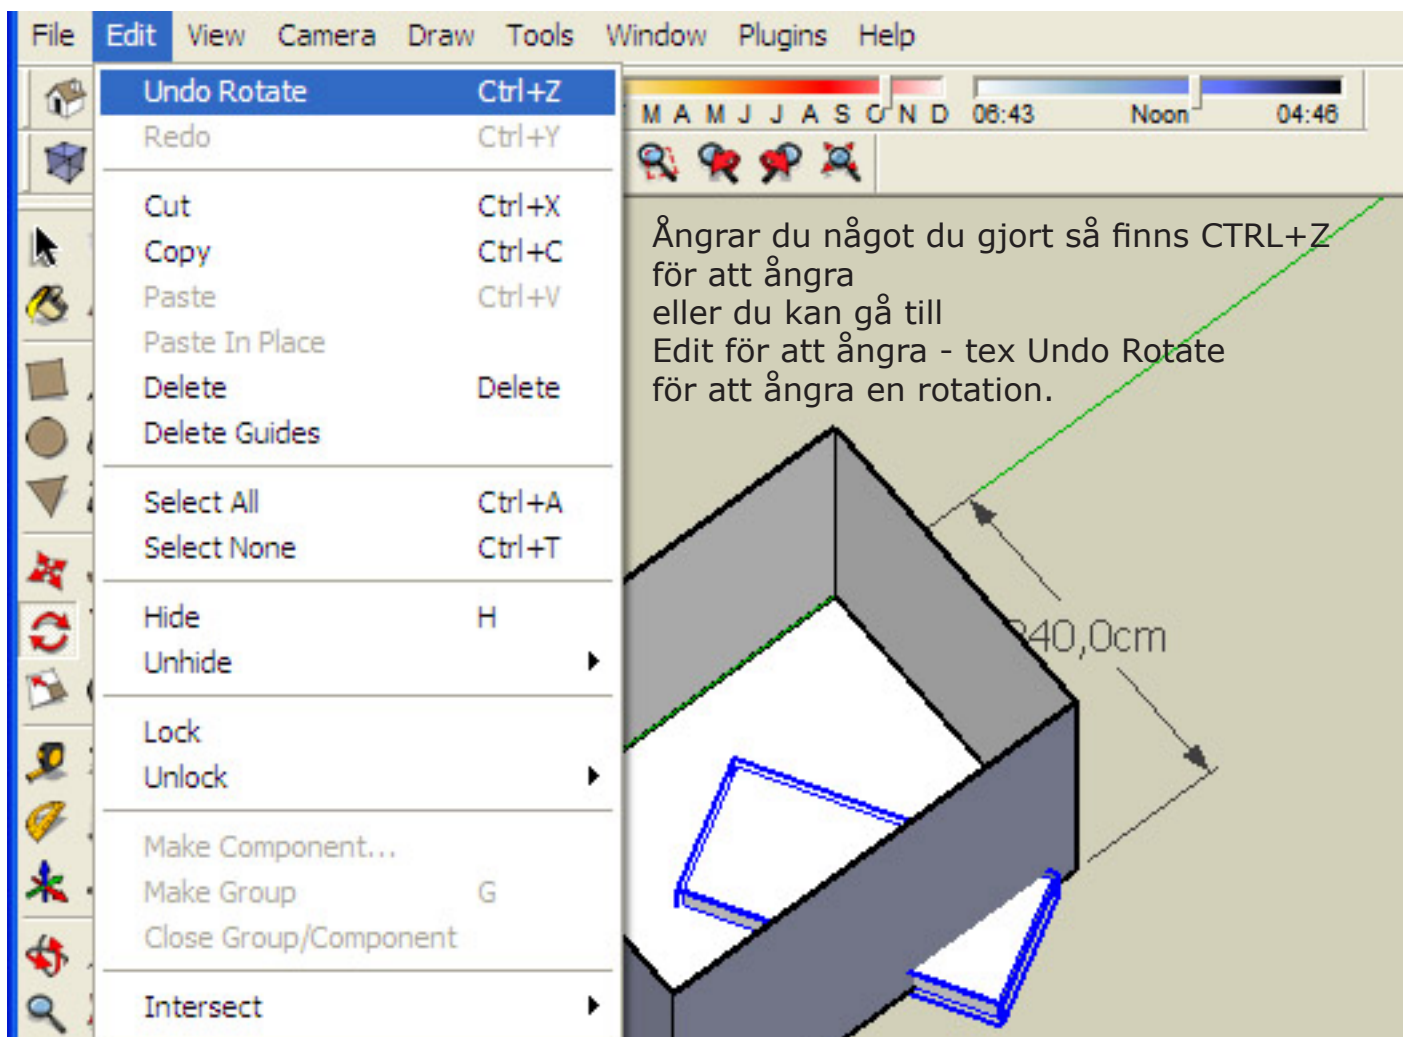 File Edit View Camera Draw Tools Window Plugins Help
Undo Rotate Ctrl+Z
M A M J J A S O N D 06:43 Noon 04:46
Redo Ctrl+Y
Cut Ctrl+X
Copy Ctrl+C
Paste Ctrl+V
Paste In Place
Delete Delete
Delete Guides
Select All Ctrl+A
Select None Ctrl+T
Hide H
Unhide
Lock
Unlock
Make Component...
Make Group G
Close Group/Component
Intersect
Ångrar du något du gjort så finns CTRL+Z
för att ångra
eller du kan gå till
Edit för att ångra - tex Undo Rotate
för att ångra en rotation.
40,0cm